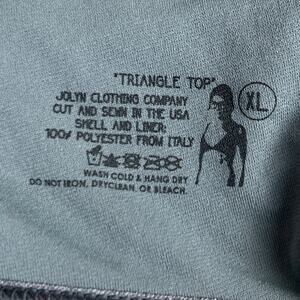 "TRIANGLE TOP"
JOLYN CLOTHING COMPANY
CUT AND SEWN IN THE USA
SHELL AND LINER:
100% POLYESTER FROM ITALY
XL
WASH COLD & HANG DRY
DO NOT IRON, DRYCLEAN, OR BLEACH.